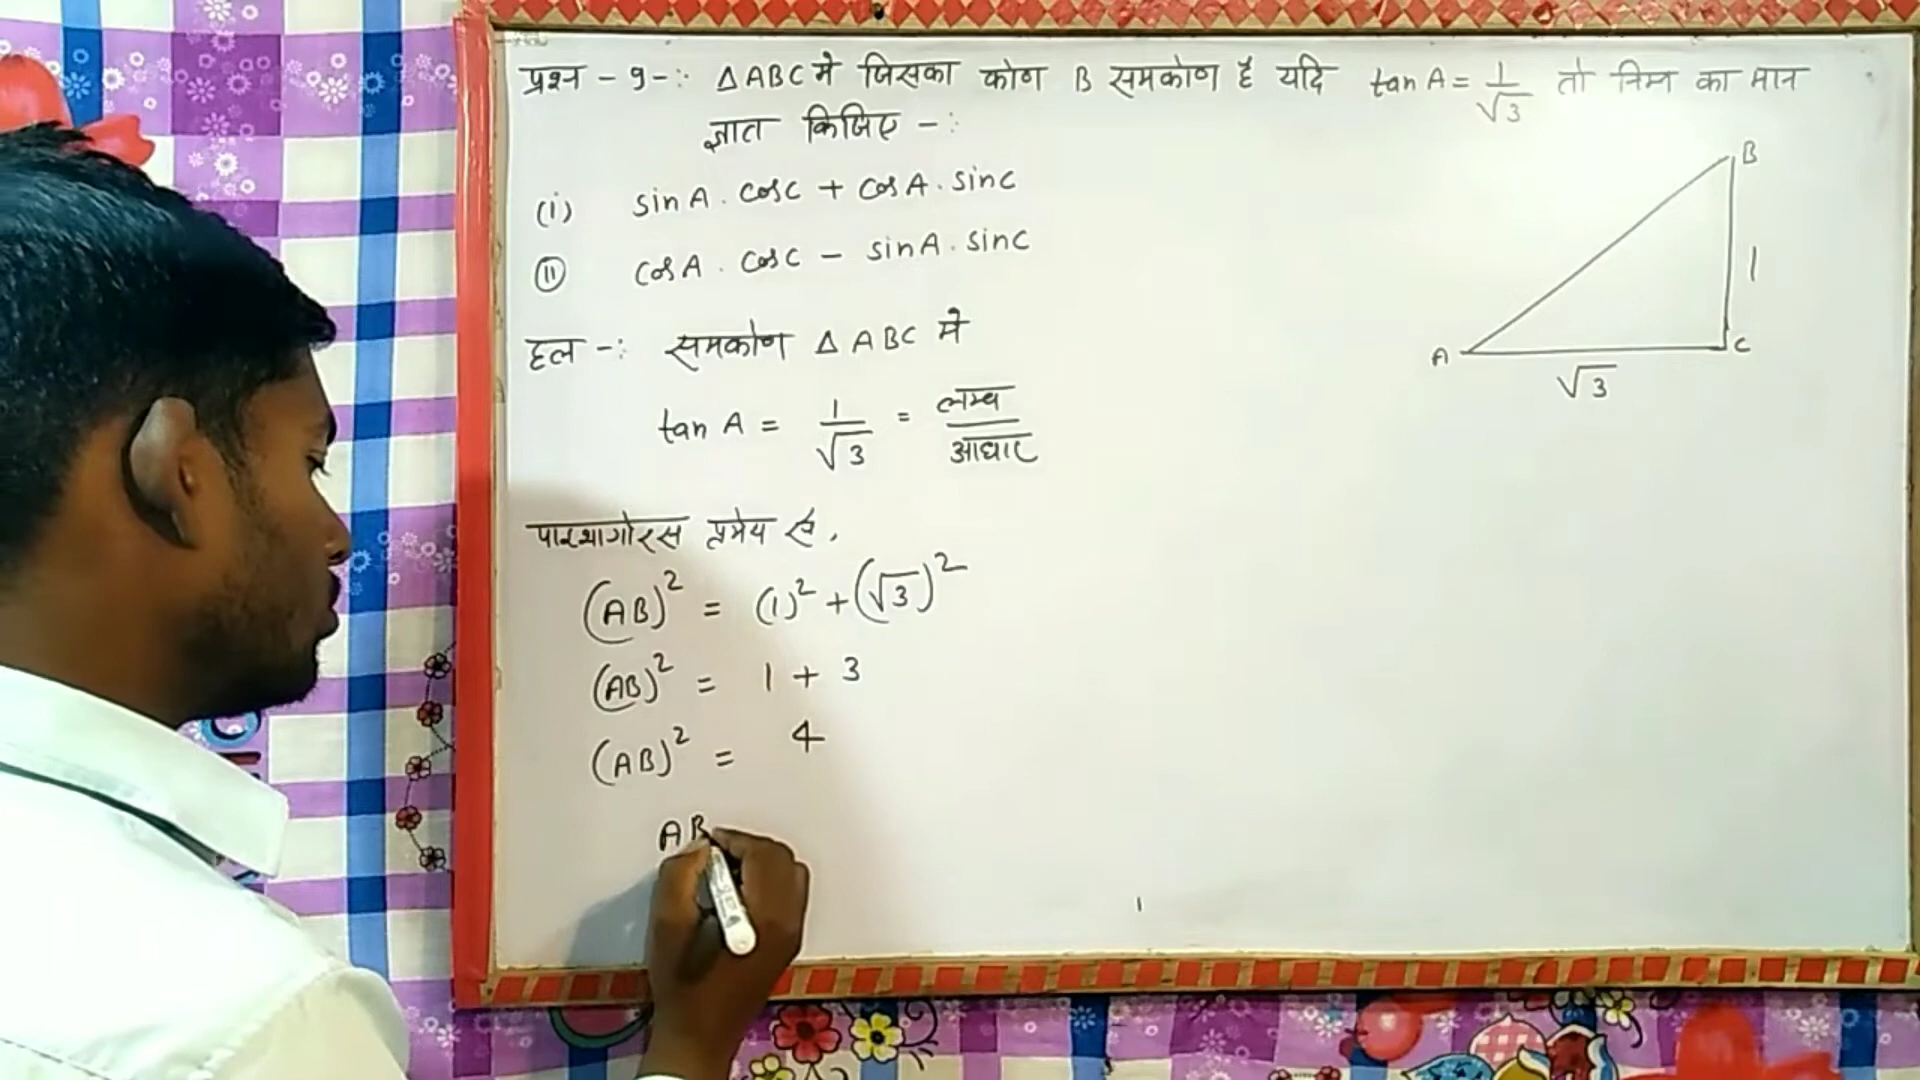 प्रश्न - 9 -: △ABC मे जिसका कोण B समकोण है यदि tan A = 1/√3 तो निम्न का मान
ज्ञात किजिए -:
(i) sin A . cos C + cos A . sin C
(ii) cos A . cos C - sin A . sin C
हल -: समकोण △ ABC मे
tan A = 1/√3 = लम्ब/आधार
पाइथागोरस प्रमेय से,
(AB)² = (1)² + (√3)²
(AB)² = 1 + 3
(AB)² = 4
AB
B
1
A
C
√3